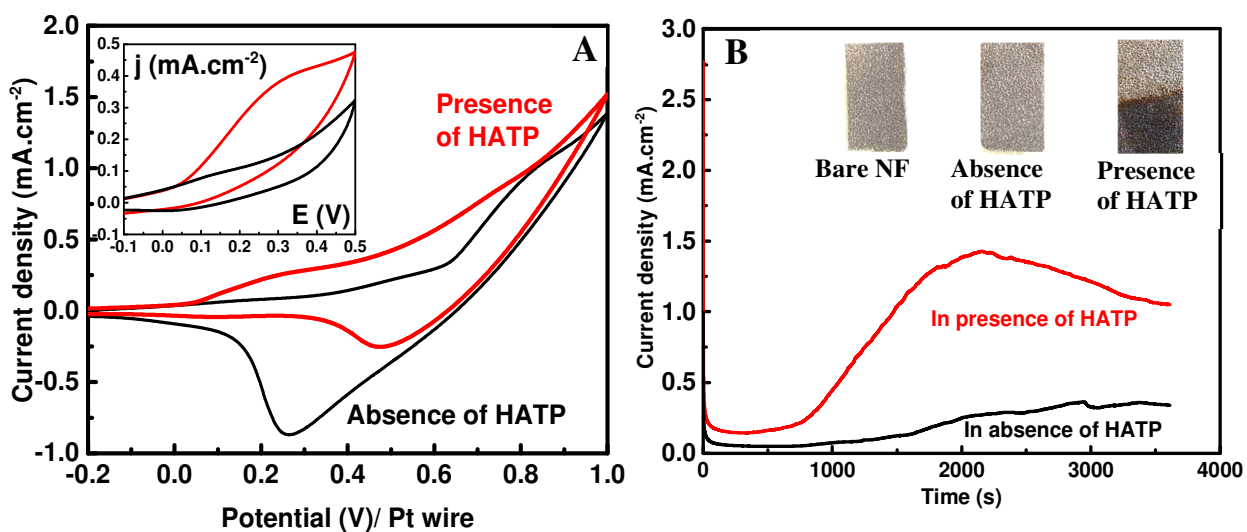 A
2.0
1.5
1.0
0.5
0.0
-0.5
-1.0
Current density (mA.cm⁻²)
-0.2 0.0 0.2 0.4 0.6 0.8 1.0
Potential (V)/ Pt wire
j (mA.cm⁻²)
0.5
0.4
0.3
0.2
0.1
0.0
0.1
-0.1 0.0 0.1 0.2 0.3 0.4 0.5
E (V)
Presence
of HATP
Absence of HATP
B
3.0
2.5
2.0
1.5
1.0
0.5
0.0
Current density (mA.cm⁻²)
0 1000 2000 3000 4000
Time (s)
Bare NF
Absence
of HATP
Presence
of HATP
In presence of HATP
In absence of HATP